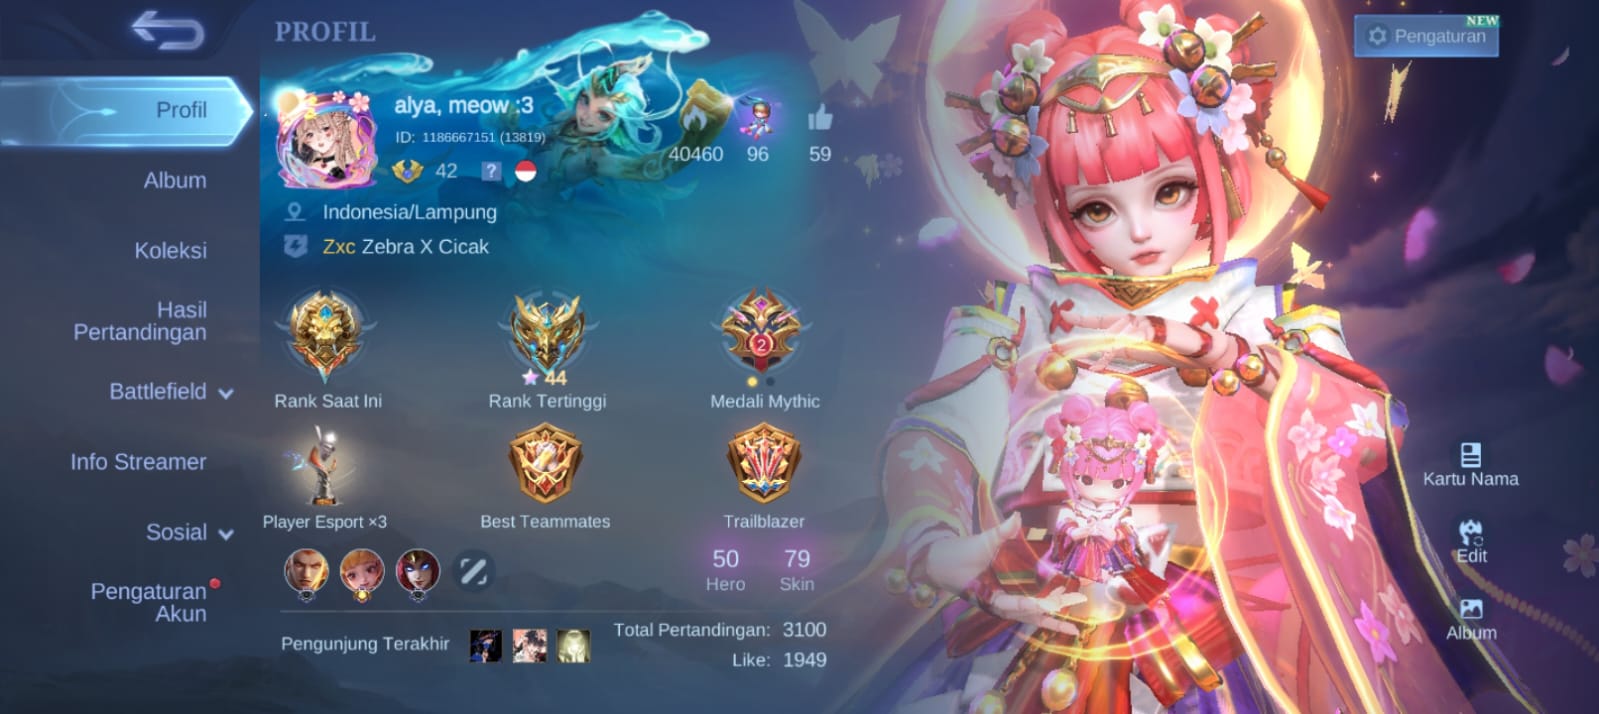 PROFIL
NEW
Pengaturan
Profil
Album
Koleksi
Hasil
Pertandingan
Battlefield
Info Streamer
Sosial
Pengaturan
Akun
alya, meow :3
ID: 1186667151 (13819)
42 ?
40460 96 59
Indonesia/Lampung
Zxc Zebra X Cicak
44
2
Rank Saat Ini
Rank Tertinggi
Medali Mythic
Player Esport ×3
Best Teammates
Trailblazer
50 79
Hero Skin
Pengunjung Terakhir
Total Pertandingan: 3100
Like: 1949
Kartu Nama
Edit
Album